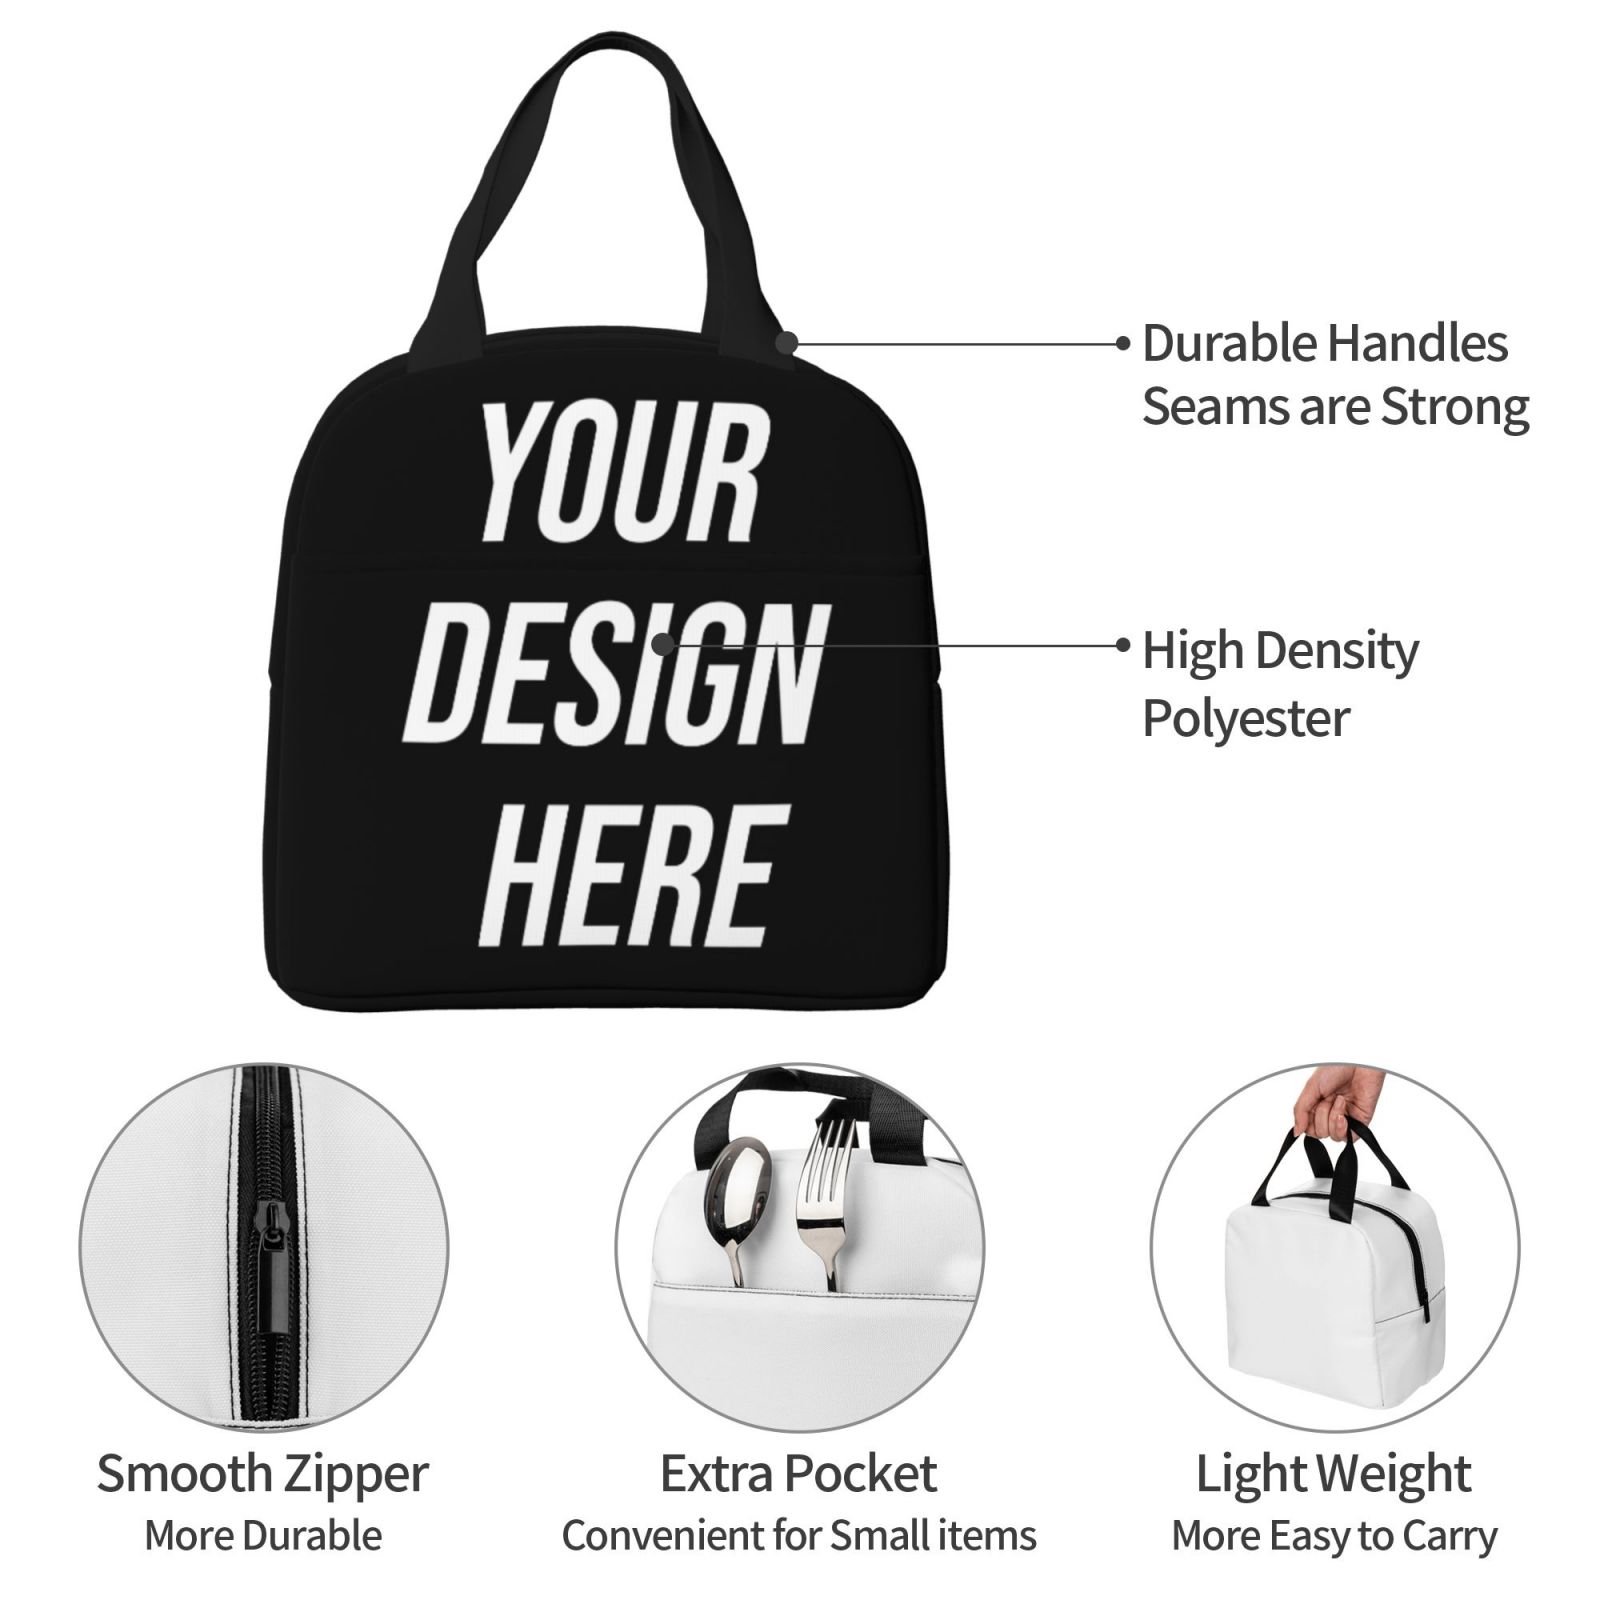 YOUR
DESIGN
HERE
Durable Handles
Seams are Strong
High Density
Polyester
Smooth Zipper
More Durable
Extra Pocket
Convenient for Small items
Light Weight
More Easy to Carry